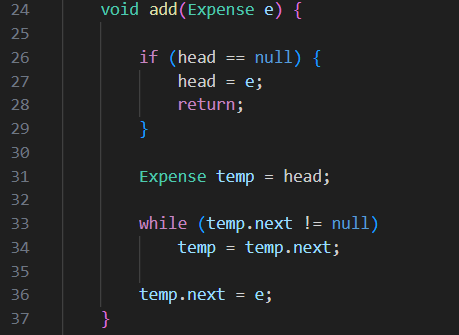 24 void add(Expense e) {
25
26 if (head == null) {
27 head = e;
28 return;
29 }
30
31 Expense temp = head;
32
33 while (temp.next != null)
34 temp = temp.next;
35
36 temp.next = e;
37 }